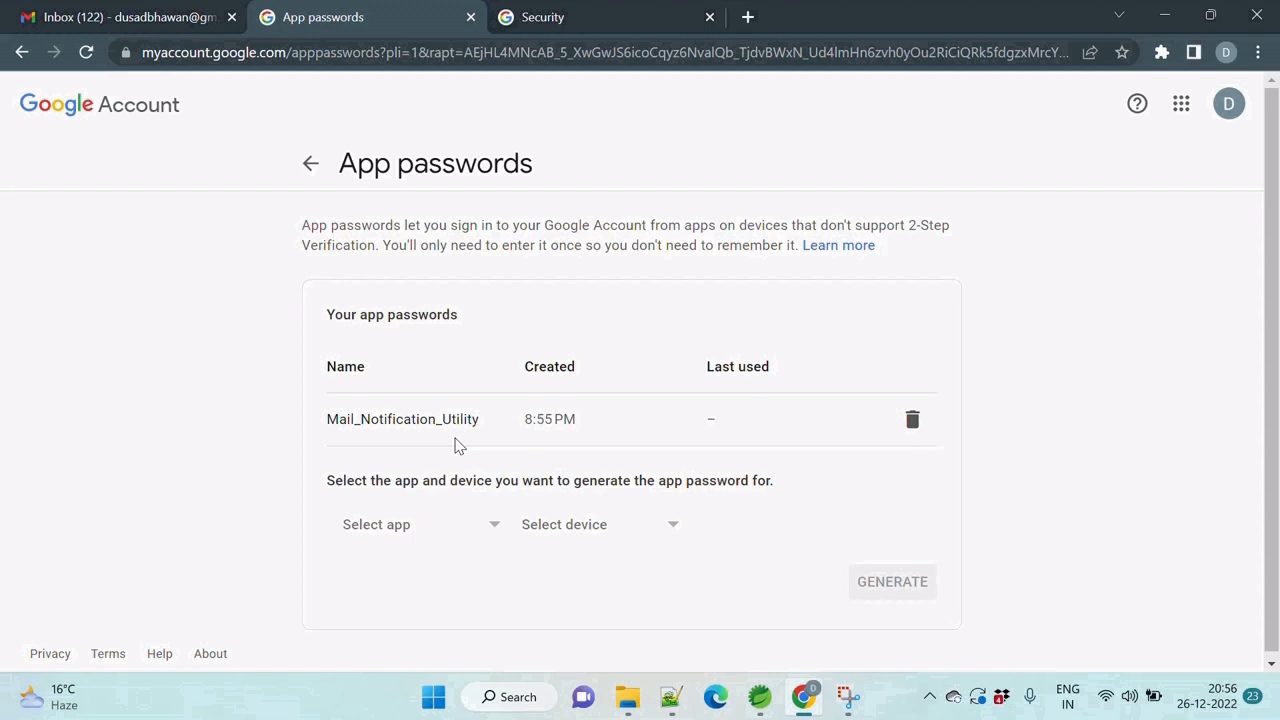 Inbox (122) - dusadbhawan@gm
App passwords
Security
myaccount.google.com/apppasswords?pli=1&rapt=AEjHL4MNcAB_5_XwGwJS6icoCqyz6NvalQb_TjdvBWxN_Ud4lmHn6zvh0yOu2RiCiQRk5fdgzxMrcY...
D
Google Account
D
App passwords
App passwords let you sign in to your Google Account from apps on devices that don't support 2-Step
Verification. You'll only need to enter it once so you don't need to remember it. Learn more
Your app passwords
Name Created Last used
Mail_Notification_Utility 8:55 PM –
Select the app and device you want to generate the app password for.
Select app Select device
GENERATE
Privacy Terms Help About
16°C
Haze
Search
D
ENG
IN
20:56
26-12-2022
23